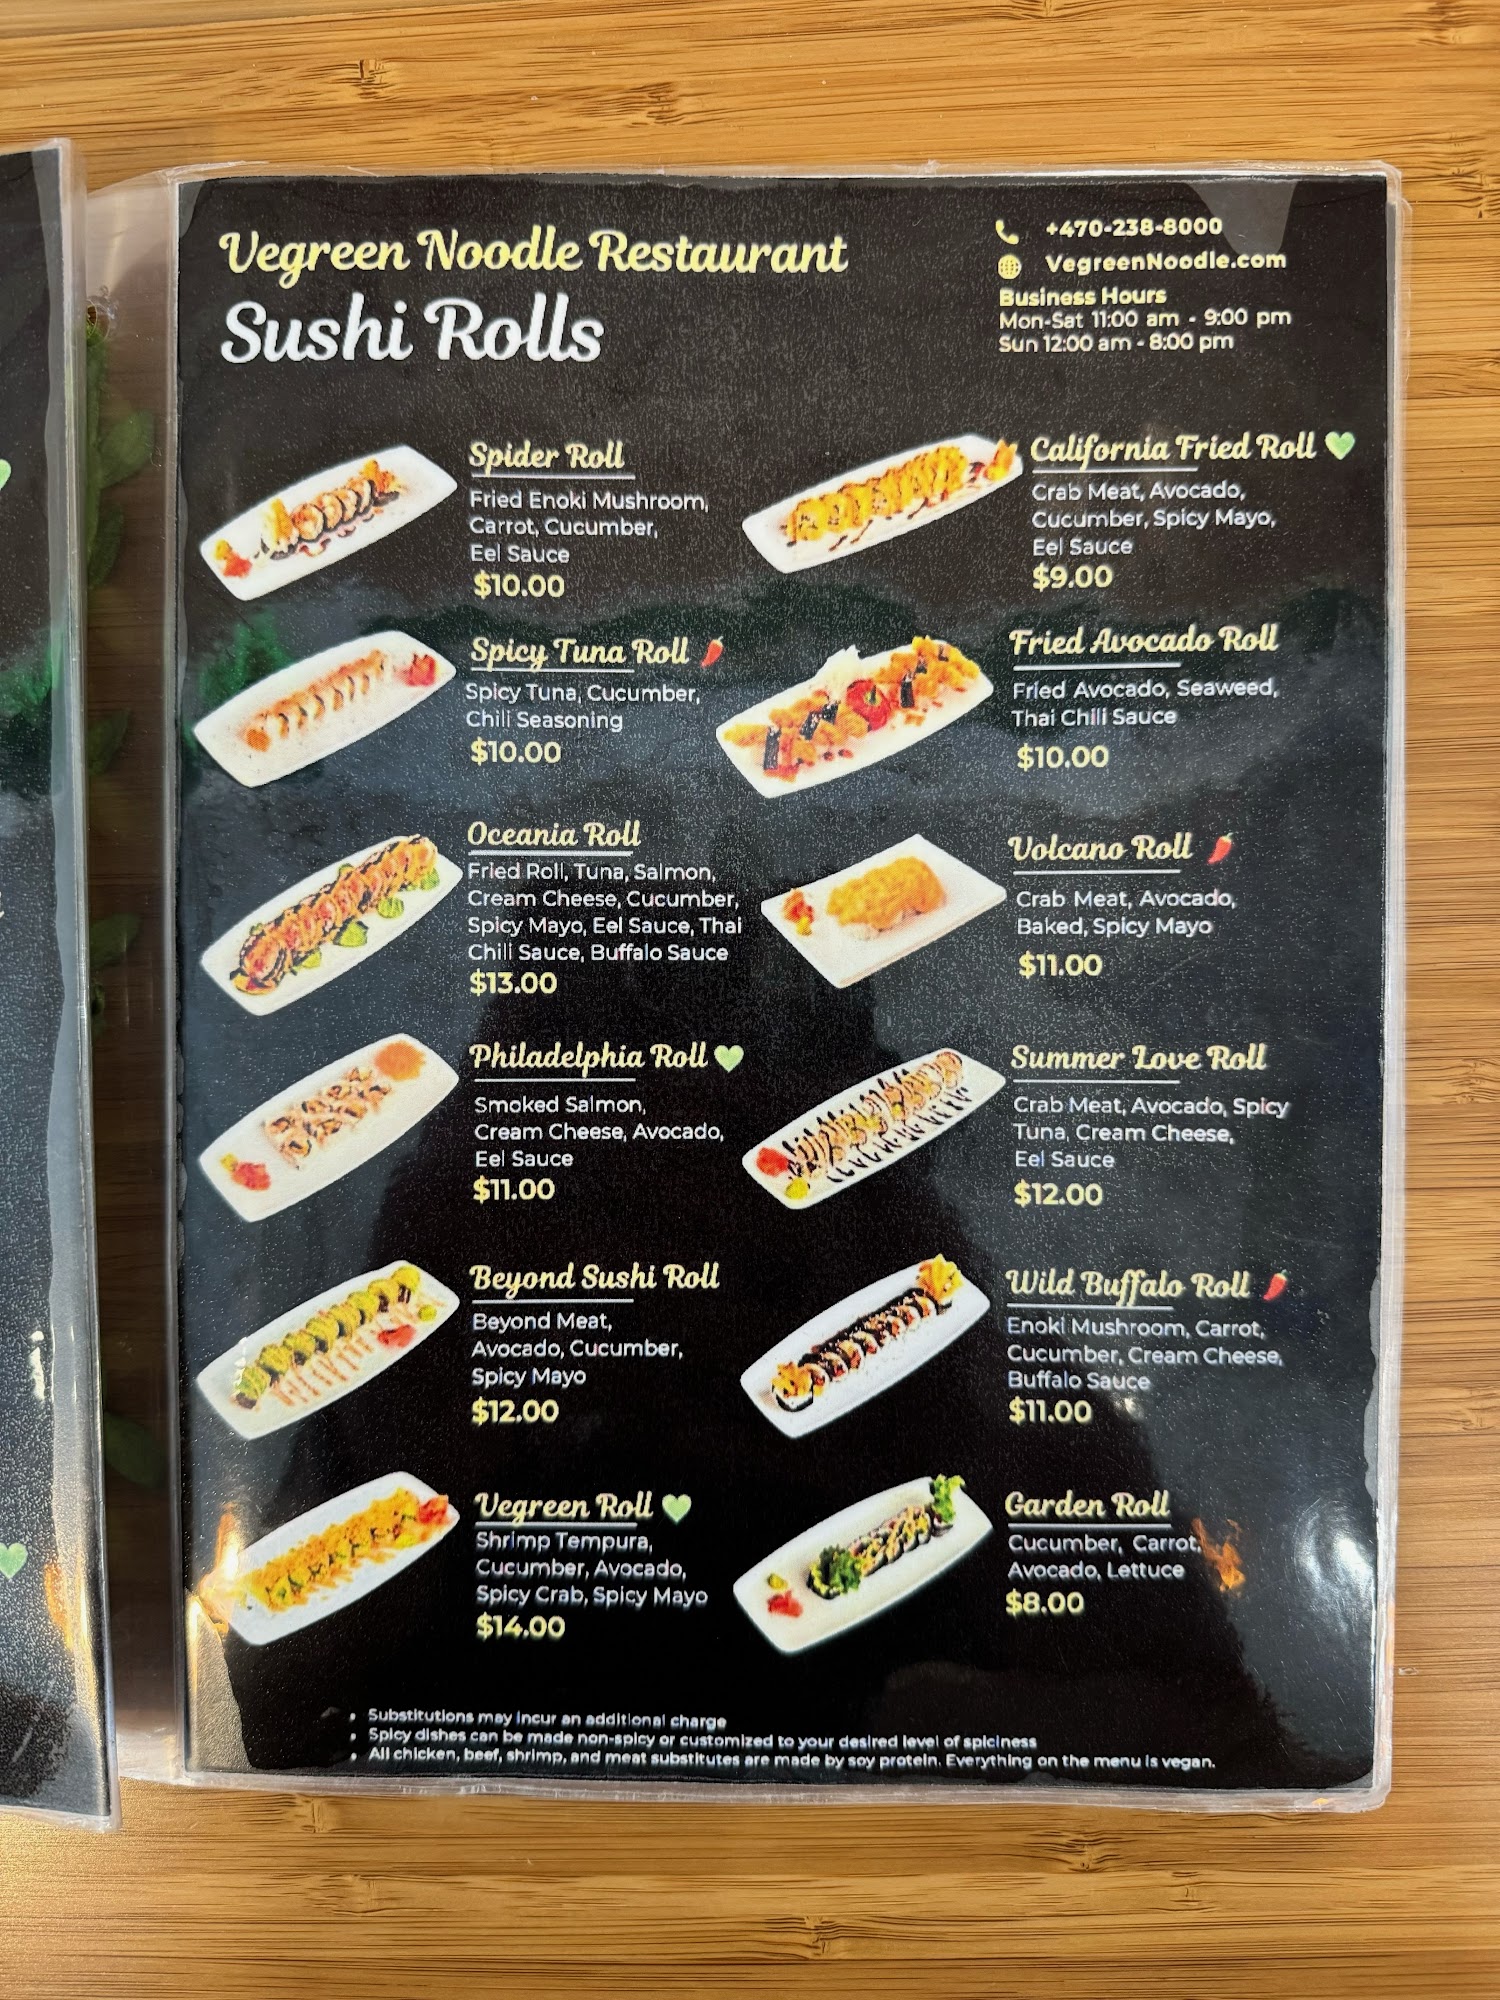 Vegreen Noodle Restaurant
Sushi Rolls
+470-238-8000
VegreenNoodle.com
Business Hours
Mon-Sat 11:00 am - 9:00 pm
Sun 12:00 am - 8:00 pm
Spider Roll
Fried Enoki Mushroom,
Carrot, Cucumber,
Eel Sauce
$10.00
California Fried Roll
Crab Meat, Avocado,
Cucumber, Spicy Mayo,
Eel Sauce
$9.00
Spicy Tuna Roll
Spicy Tuna, Cucumber,
Chili Seasoning
$10.00
Fried Avocado Roll
Fried Avocado, Seaweed,
Thai Chili Sauce
$10.00
Oceania Roll
Fried Roll, Tuna, Salmon,
Cream Cheese, Cucumber,
Spicy Mayo, Eel Sauce, Thai
Chili Sauce, Buffalo Sauce
$13.00
Volcano Roll
Crab Meat, Avocado,
Baked, Spicy Mayo
$11.00
Philadelphia Roll
Smoked Salmon,
Cream Cheese, Avocado,
Eel Sauce
$11.00
Summer Love Roll
Crab Meat, Avocado, Spicy
Tuna, Cream Cheese,
Eel Sauce
$12.00
Beyond Sushi Roll
Beyond Meat,
Avocado, Cucumber,
Spicy Mayo
$12.00
Wild Buffalo Roll
Enoki Mushroom, Carrot,
Cucumber, Cream Cheese,
Buffalo Sauce
$11.00
Vegreen Roll
Shrimp Tempura,
Cucumber, Avocado,
Spicy Crab, Spicy Mayo
$14.00
Garden Roll
Cucumber, Carrot,
Avocado, Lettuce
$8.00
• Substitutions may incur an additional charge
• Spicy dishes can be made non-spicy or customized to your desired level of spiciness
• All chicken, beef, shrimp, and meat substitutes are made by soy protein. Everything on the menu is vegan.